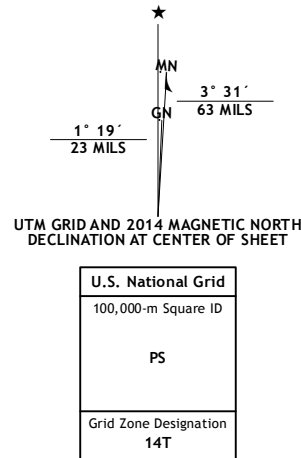 ★
MN
3° 31´
63 MILS
GN
1° 19´
23 MILS
UTM GRID AND 2014 MAGNETIC NORTH
DECLINATION AT CENTER OF SHEET
U.S. National Grid
100,000-m Square ID
PS
Grid Zone Designation
14T